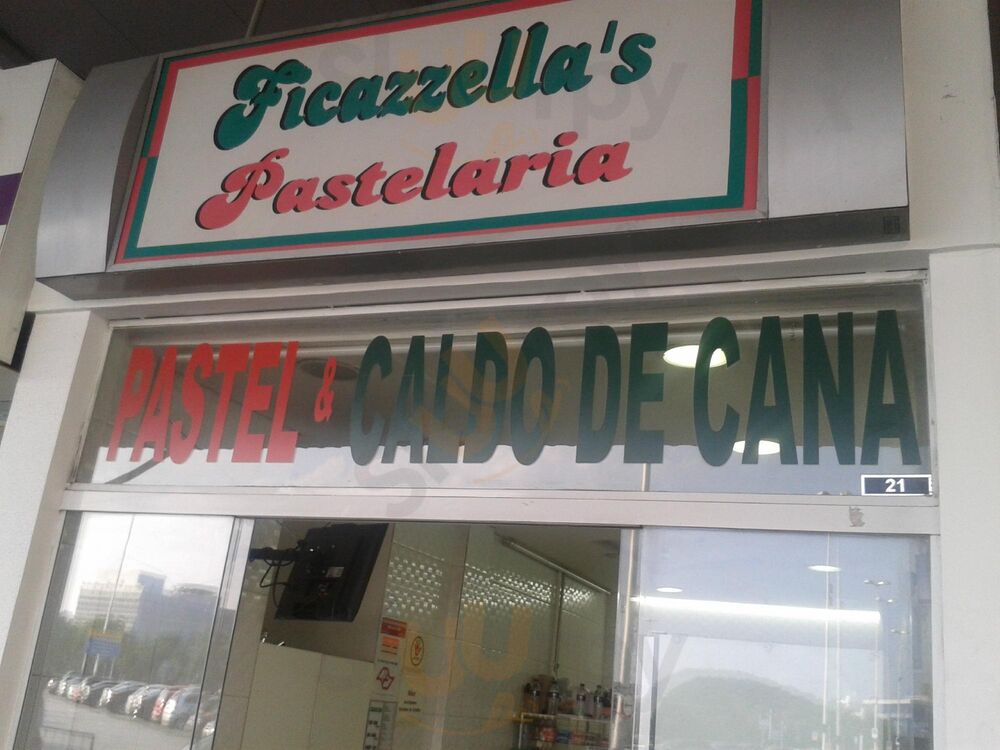 Ficazzella's
Pastelaria
PASTEL & CALDO DE CANA
21